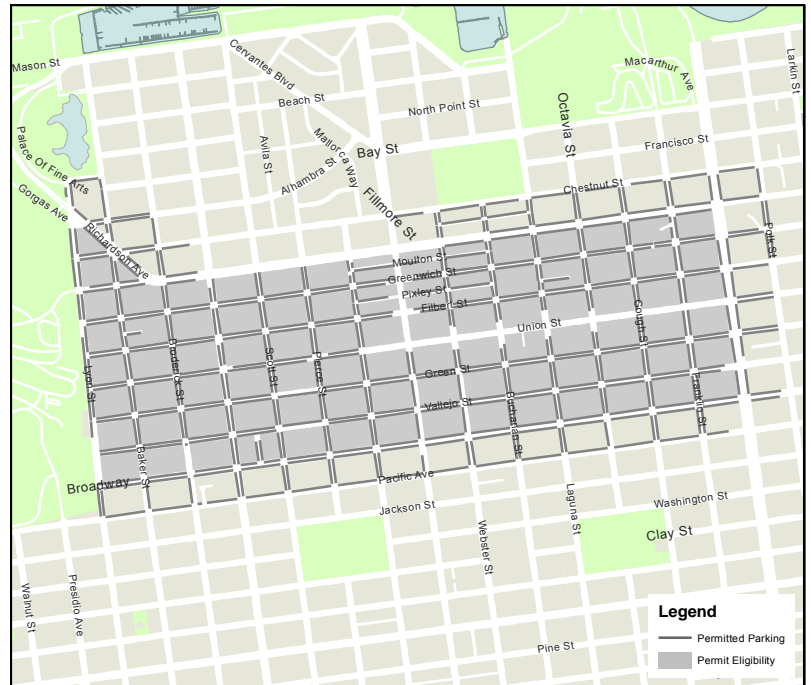 Mason St
Cervantes Blvd
Beach St
North Point St
Macarthur Ave
Larkin St
Octavia St
Palace Of Fine Arts
Avila St
Mallorca Way
Bay St
Francisco St
Alhambra St
Gorgas Ave
Fillmore St
Chestnut St
Richardson Ave
Polk St
Moulton St
Greenwich St
Pixley St
Filbert St
Union St
Gough St
Lyon St
Broderick St
Scott St
Pierce St
Green St
Vallejo St
Buchanan St
Franklin St
Baker St
Broadway
Pacific Ave
Jackson St
Laguna St
Washington St
Webster St
Clay St
Walnut St
Presidio Ave
Pine St
Legend
Permitted Parking
Permit Eligibility